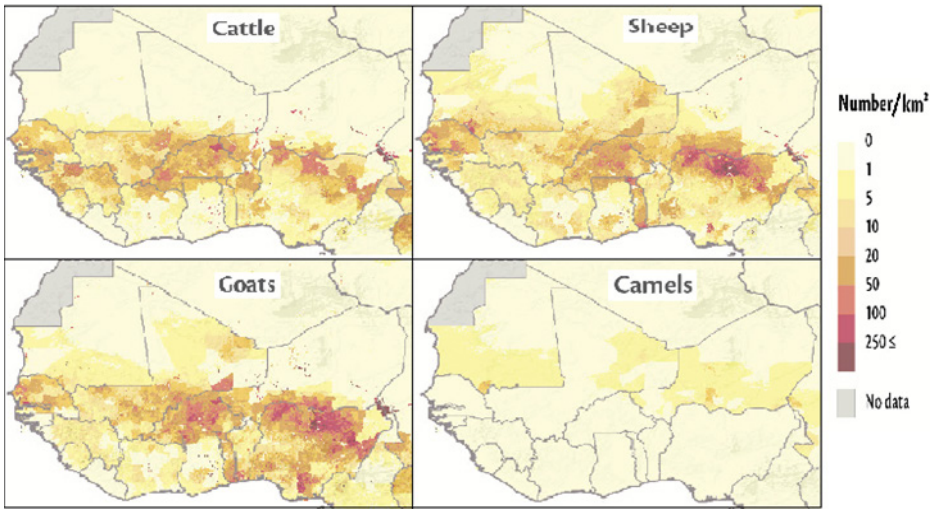 Cattle
Sheep
Goats
Camels
Number/km²
0
1
5
10
20
50
100
250 ≤
No data